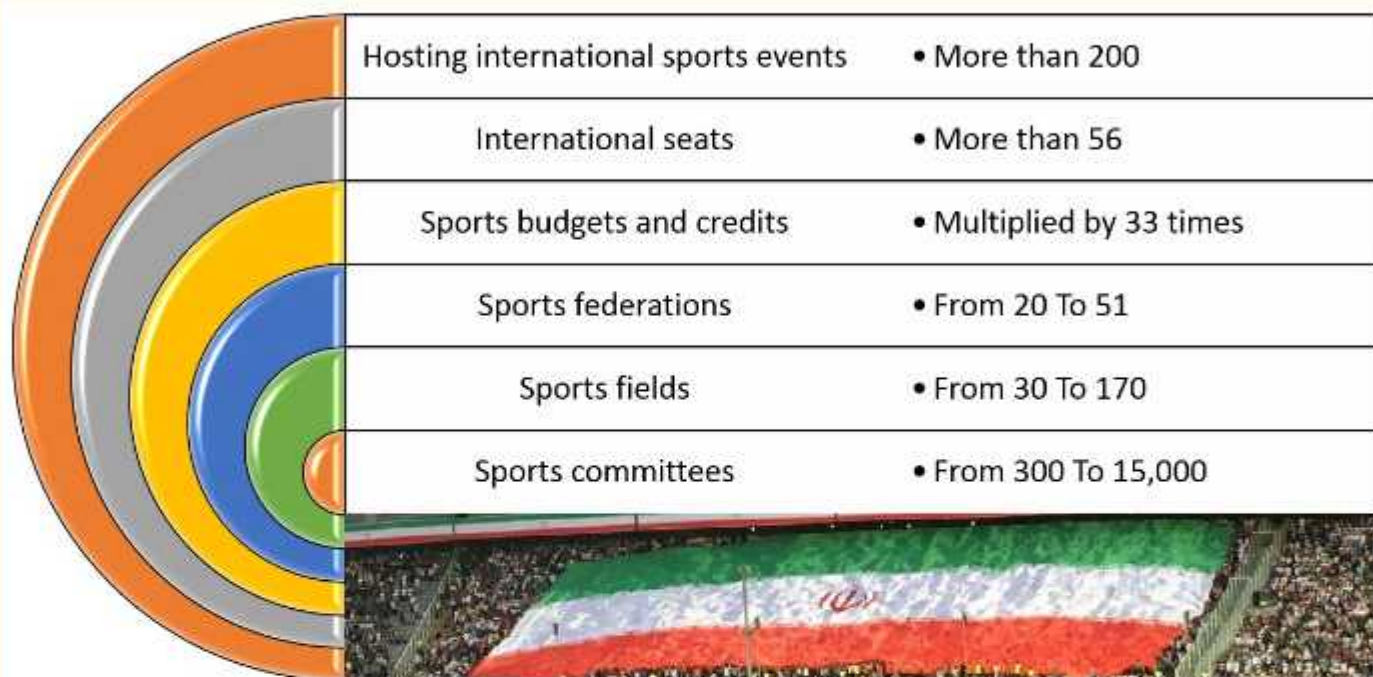 Hosting international sports events • More than 200
International seats • More than 56
Sports budgets and credits • Multiplied by 33 times
Sports federations • From 20 To 51
Sports fields • From 30 To 170
Sports committees • From 300 To 15,000